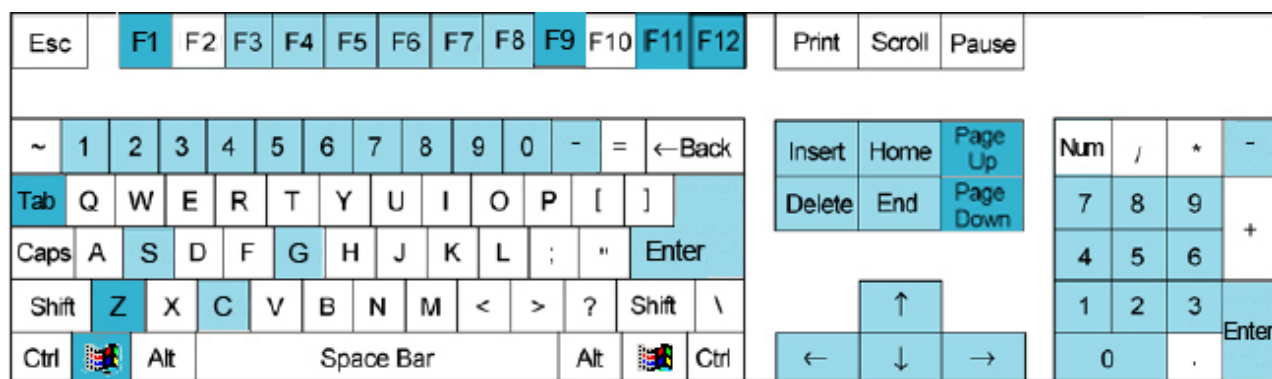 Esc F1 F2 F3 F4 F5 F6 F7 F8 F9 F10 F11 F12 Print Scroll Pause
~ 1 2 3 4 5 6 7 8 9 0 - = ←Back Insert Home Page Up Num / * -
Tab Q W E R T Y U I O P [ ] Delete End Page Down 7 8 9 +
Caps A S D F G H J K L ; " Enter 4 5 6
Shift Z X C V B N M < > ? Shift \ ↑ 1 2 3 Enter
Ctrl Alt Space Bar Alt Ctrl ← ↓ → 0 .